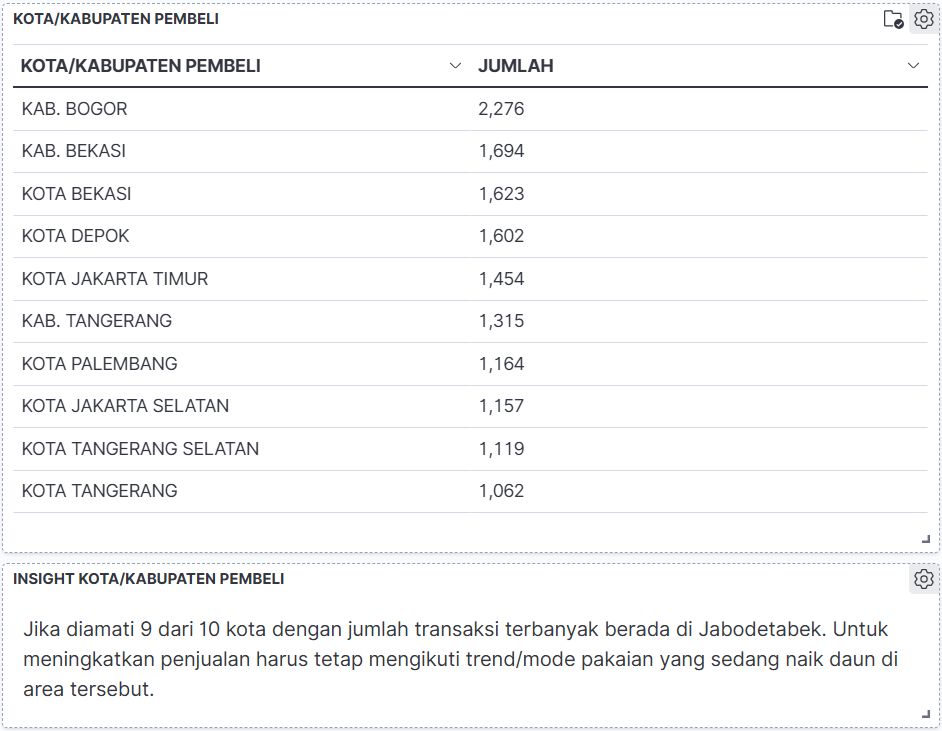 KOTA/KABUPATEN PEMBELI
KOTA/KABUPATEN PEMBELI JUMLAH
KAB. BOGOR 2,276
KAB. BEKASI 1,694
KOTA BEKASI 1,623
KOTA DEPOK 1,602
KOTA JAKARTA TIMUR 1,454
KAB. TANGERANG 1,315
KOTA PALEMBANG 1,164
KOTA JAKARTA SELATAN 1,157
KOTA TANGERANG SELATAN 1,119
KOTA TANGERANG 1,062
INSIGHT KOTA/KABUPATEN PEMBELI
Jika diamati 9 dari 10 kota dengan jumlah transaksi terbanyak berada di Jabodetabek. Untuk
meningkatkan penjualan harus tetap mengikuti trend/mode pakaian yang sedang naik daun di
area tersebut.